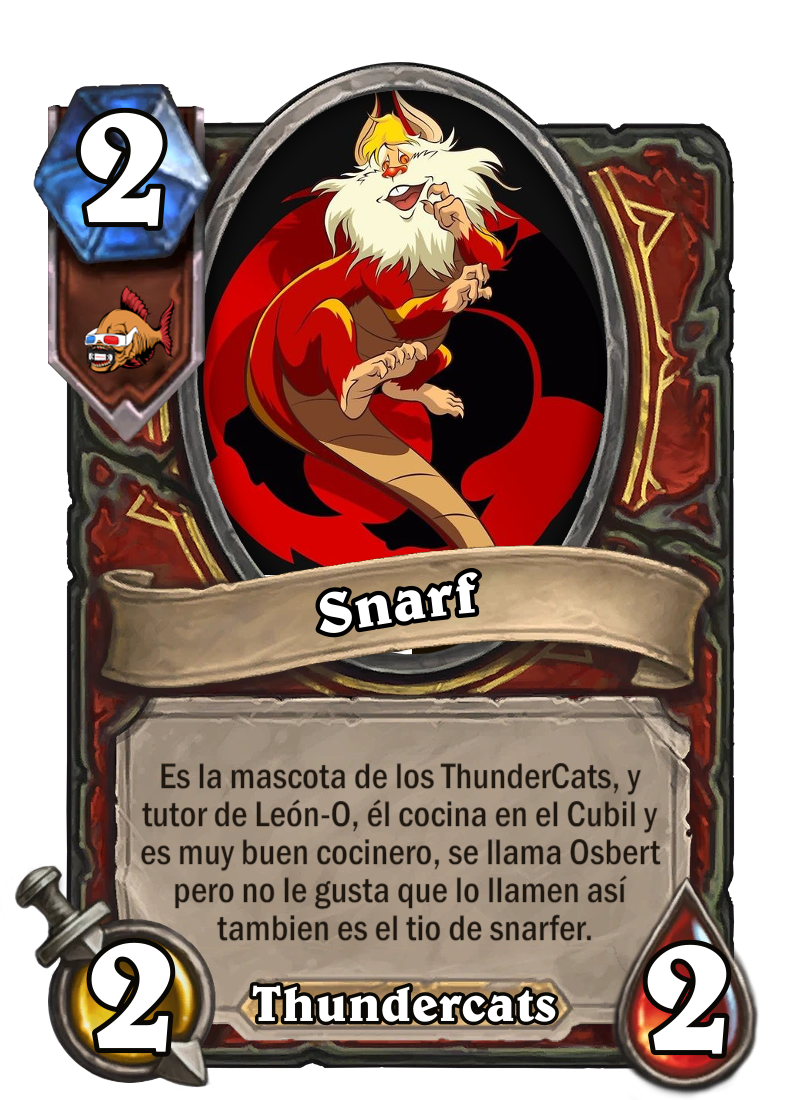 2
Snarf
Es la mascota de los ThunderCats, y
tutor de León-O, él cocina en el Cubil y
es muy buen cocinero, se llama Osbert
pero no le gusta que lo llamen así
tambien es el tio de snarfer.
2
Thundercats
2